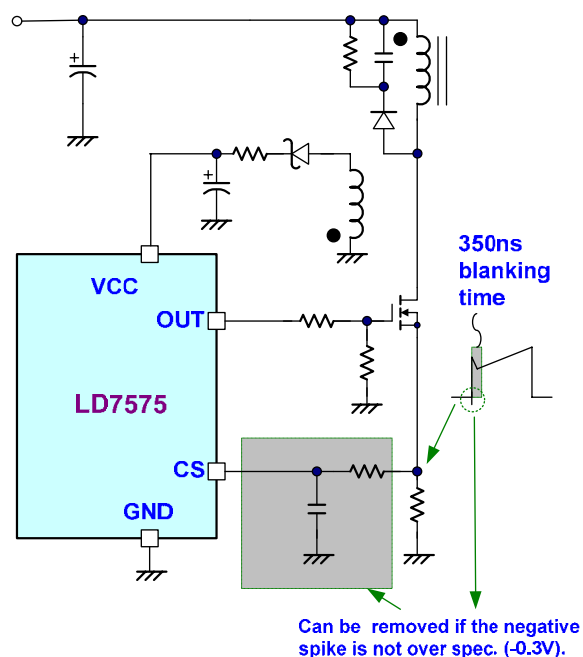 350ns
blanking
time
VCC
OUT
LD7575
CS
GND
Can be removed if the negative
spike is not over spec. (-0.3V).
+
+